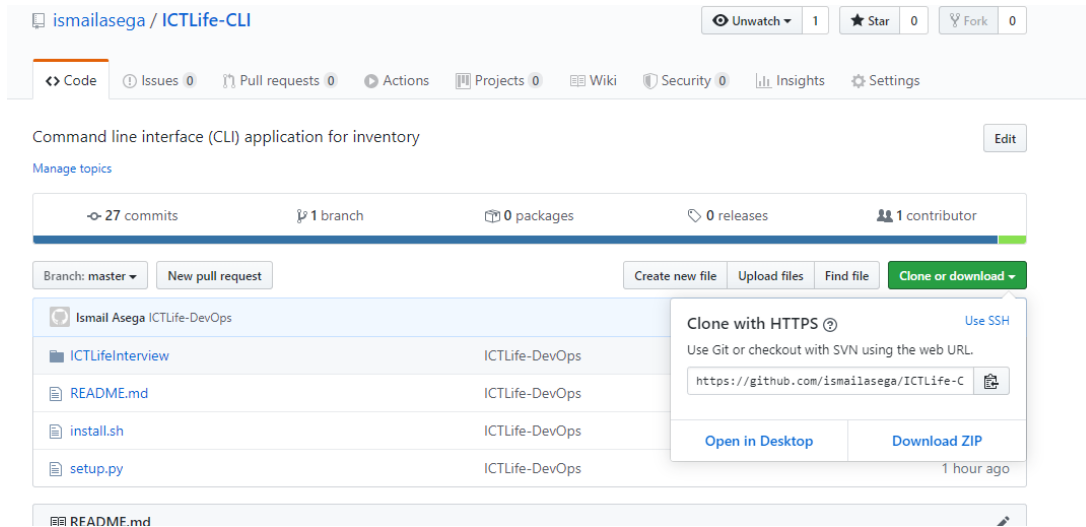 ismailasega / ICTLife-CLI
Unwatch 1 Star 0 Fork 0
Code Issues 0 Pull requests 0 Actions Projects 0 Wiki Security 0 Insights Settings
Command line interface (CLI) application for inventory
Edit
Manage topics
27 commits 1 branch 0 packages 0 releases 1 contributor
Branch: master New pull request Create new file Upload files Find file Clone or download
Ismail Asega ICTLife-DevOps
ICTLifeInterview ICTLife-DevOps
README.md ICTLife-DevOps
install.sh ICTLife-DevOps
setup.py ICTLife-DevOps 1 hour ago
Clone with HTTPS ? Use SSH
Use Git or checkout with SVN using the web URL.
https://github.com/ismailasega/ICTLife-C
Open in Desktop Download ZIP
README.md